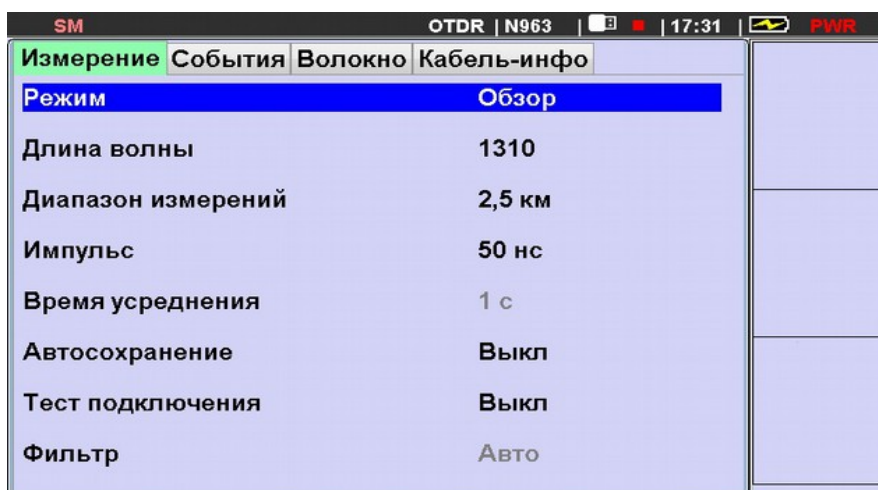 SM OTDR | N963 | | 17:31 | PWR
Измерение События Волокно Кабель-инфо
Режим Обзор
Длина волны 1310
Диапазон измерений 2,5 км
Импульс 50 нс
Время усреднения 1 с
Автосохранение Выкл
Тест подключения Выкл
Фильтр Авто